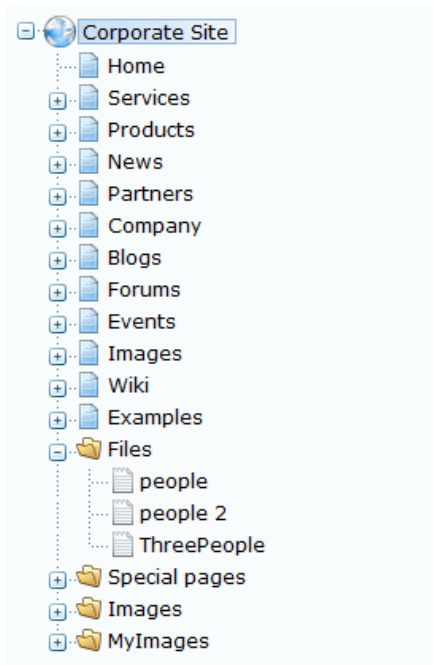 Corporate Site
Home
Services
Products
News
Partners
Company
Blogs
Forums
Events
Images
Wiki
Examples
Files
people
people 2
ThreePeople
Special pages
Images
MyImages